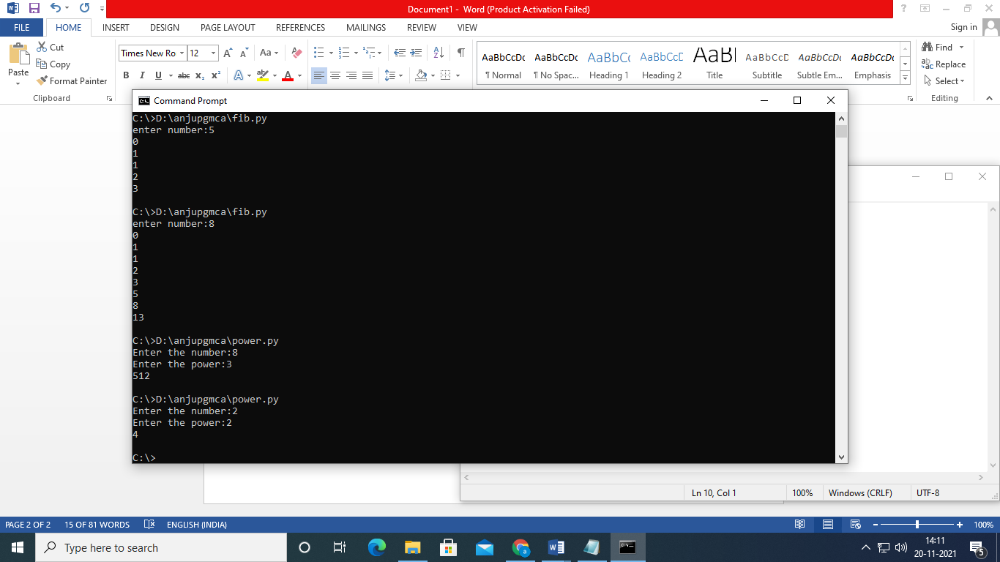 Document1 - Word (Product Activation Failed)
FILE HOME INSERT DESIGN PAGE LAYOUT REFERENCES MAILINGS REVIEW VIEW Sign in
Paste
Cut
Copy
Format Painter
Clipboard
Times New Ro 12
Aa
B I U abc x₂ x² A ab A
AaBbCcDc AaBbCcDc AaBbCc AaBbCcD AaBl AaBbCcD AaBbCcDc AaBbCcDc
¶ Normal ¶ No Spac... Heading 1 Heading 2 Title Subtitle Subtle Em... Emphasis
Find
Replace
Select
Editing
Command Prompt
C:\>D:\anjupgmca\fib.py
enter number:5
0
1
1
2
3
C:\>D:\anjupgmca\fib.py
enter number:8
0
1
1
2
3
5
8
13
C:\>D:\anjupgmca\power.py
Enter the number:8
Enter the power:3
512
C:\>D:\anjupgmca\power.py
Enter the number:2
Enter the power:2
4
C:\>
Ln 10, Col 1 100% Windows (CRLF) UTF-8
PAGE 2 OF 2 15 OF 81 WORDS ENGLISH (INDIA) 100%
Type here to search
14:11
20-11-2021
5